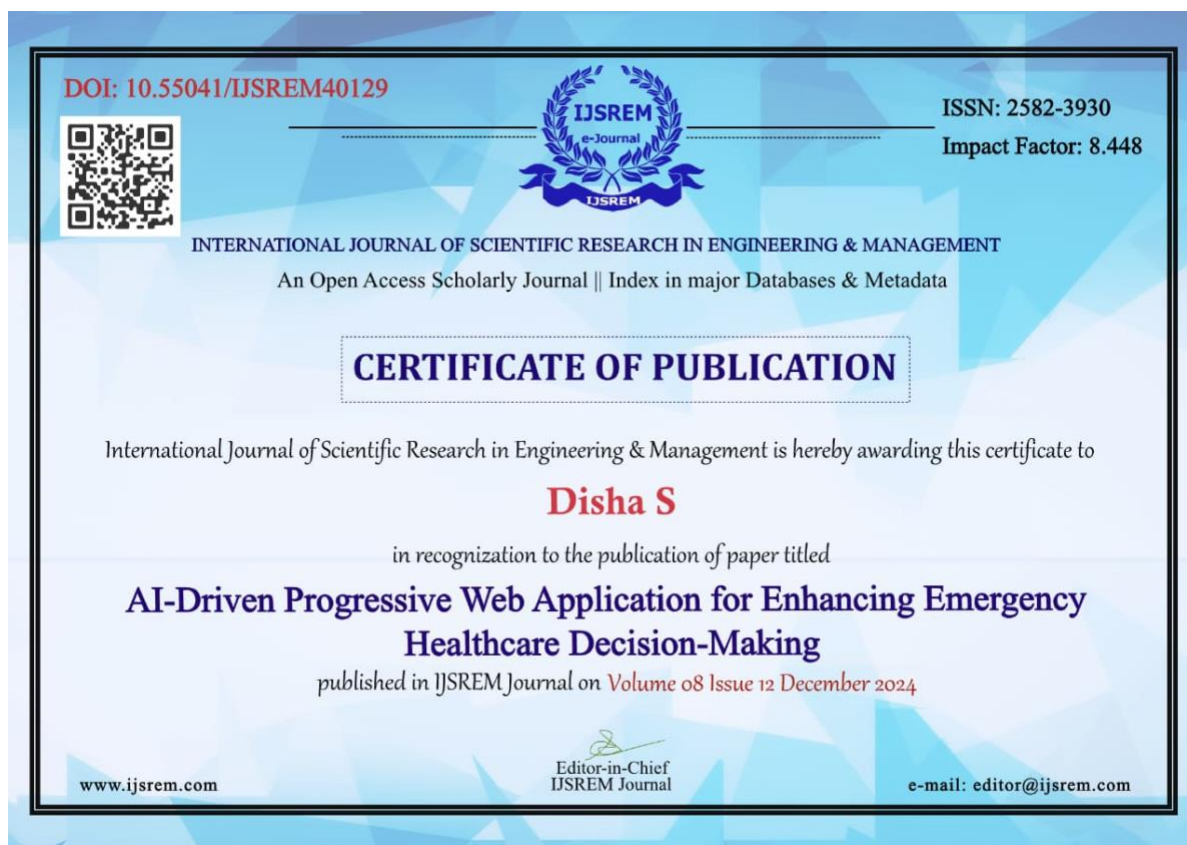 DOI: 10.55041/IJSREM40129
IJSREM
e-Journal
IJSREM
ISSN: 2582-3930
Impact Factor: 8.448
INTERNATIONAL JOURNAL OF SCIENTIFIC RESEARCH IN ENGINEERING & MANAGEMENT
An Open Access Scholarly Journal || Index in major Databases & Metadata
CERTIFICATE OF PUBLICATION
International Journal of Scientific Research in Engineering & Management is hereby awarding this certificate to
Disha S
in recognization to the publication of paper titled
AI-Driven Progressive Web Application for Enhancing Emergency
Healthcare Decision-Making
published in IJSREM Journal on Volume 08 Issue 12 December 2024
Editor-in-Chief
IJSREM Journal
www.ijsrem.com
e-mail: editor@ijsrem.com